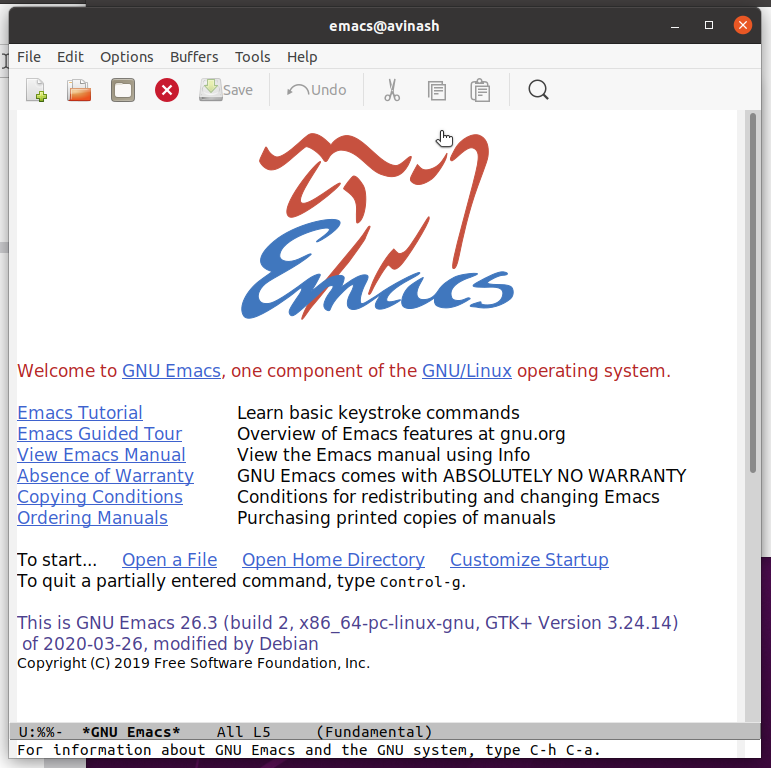 emacs@avinash
File Edit Options Buffers Tools Help
Save Undo
Emacs
Welcome to GNU Emacs, one component of the GNU/Linux operating system.
Emacs Tutorial Learn basic keystroke commands
Emacs Guided Tour Overview of Emacs features at gnu.org
View Emacs Manual View the Emacs manual using Info
Absence of Warranty GNU Emacs comes with ABSOLUTELY NO WARRANTY
Copying Conditions Conditions for redistributing and changing Emacs
Ordering Manuals Purchasing printed copies of manuals
To start... Open a File Open Home Directory Customize Startup
To quit a partially entered command, type control-g.
This is GNU Emacs 26.3 (build 2, x86_64-pc-linux-gnu, GTK+ Version 3.24.14)
of 2020-03-26, modified by Debian
Copyright (C) 2019 Free Software Foundation, Inc.
U:%%- *GNU Emacs* All L5 (Fundamental)
For information about GNU Emacs and the GNU system, type C-h C-a.